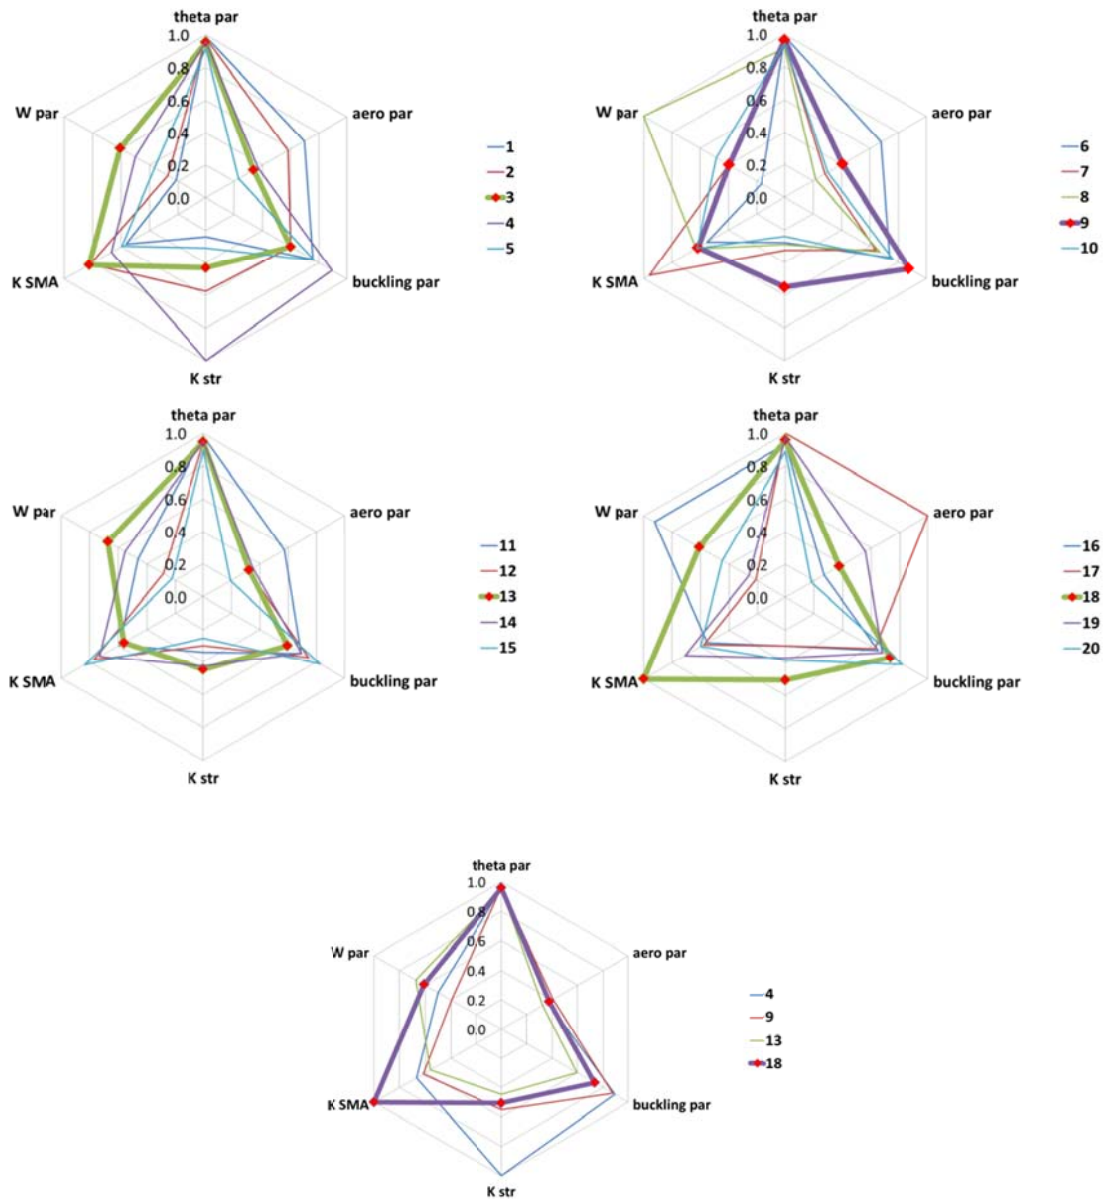 theta par
1.0
0.8
0.6
0.4
0.2
0.0
aero par
buckling par
K str
K SMA
W par
1
2
3
4
5
theta par
1.0
0.8
0.6
0.4
0.2
0.0
aero par
buckling par
K str
K SMA
W par
6
7
8
9
10
theta par
1.0
0.8
0.6
0.4
0.2
0.0
aero par
buckling par
K str
K SMA
W par
11
12
13
14
15
theta par
1.0
0.8
0.6
0.4
0.2
0.0
aero par
buckling par
K str
K SMA
W par
16
17
18
19
20
theta par
1.0
0.8
0.6
0.4
0.2
0.0
aero par
buckling par
K str
K SMA
W par
4
9
13
18